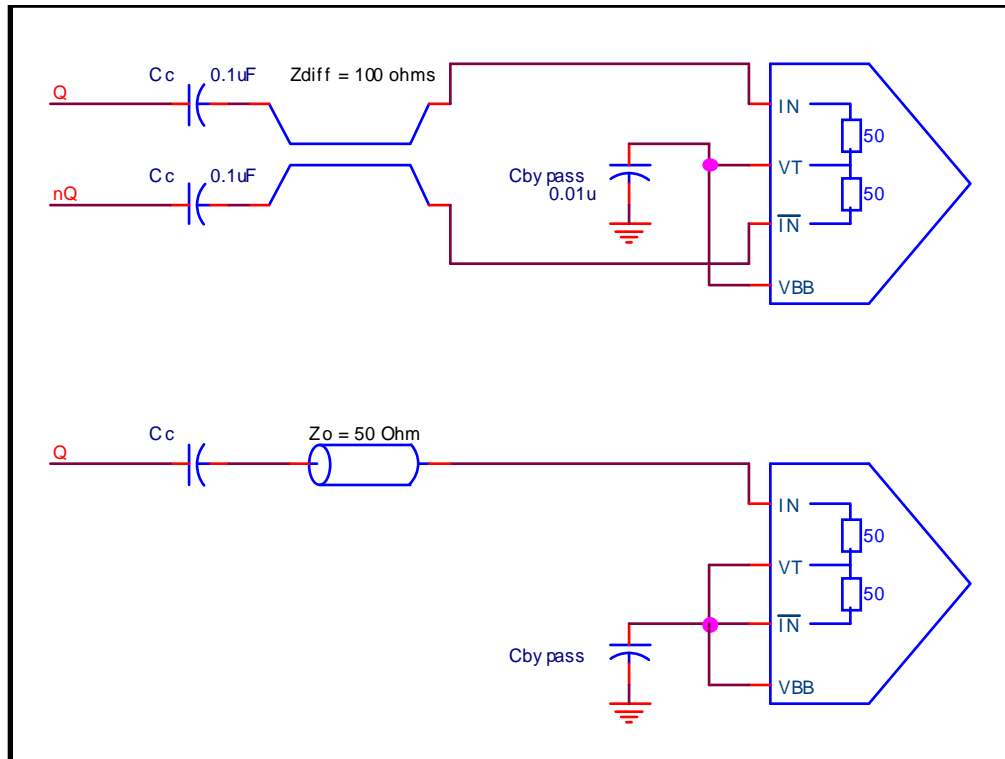 Cc 0.1uF Zdiff = 100 ohms
Q
IN
50
Cbypass
0.01u
VT
Cc 0.1uF
nQ
50
IN
VBB
Cc Zo = 50 Ohm
Q
IN
50
VT
50
IN
Cbypass
VBB